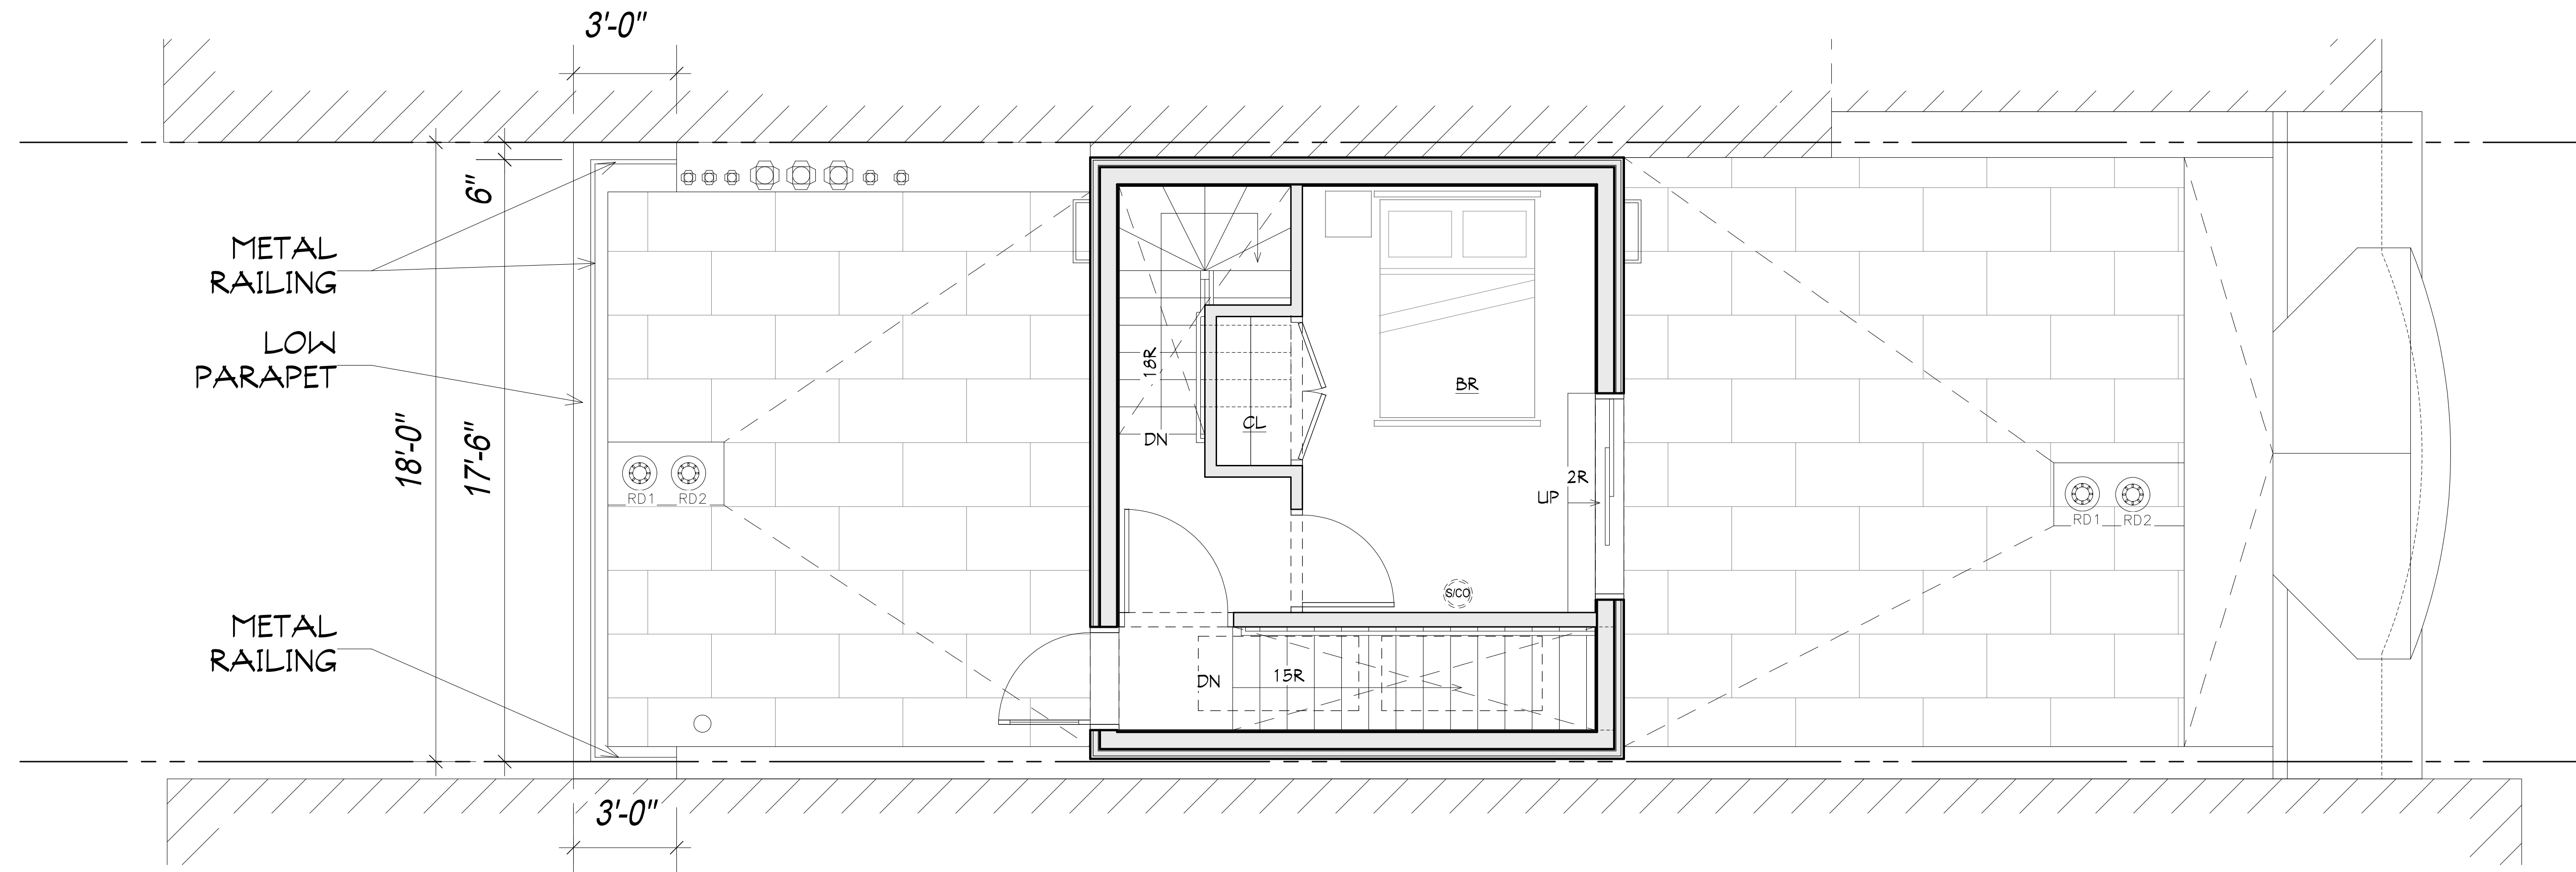 3'-0"
6"
METAL
RAILING
LOW
PARAPET
18'-0"
17'-6"
18R
BR
CL
DN
2R
UP
RD1 RD2
RD1 RD2
S/CO
METAL
RAILING
DN
15R
3'-0"